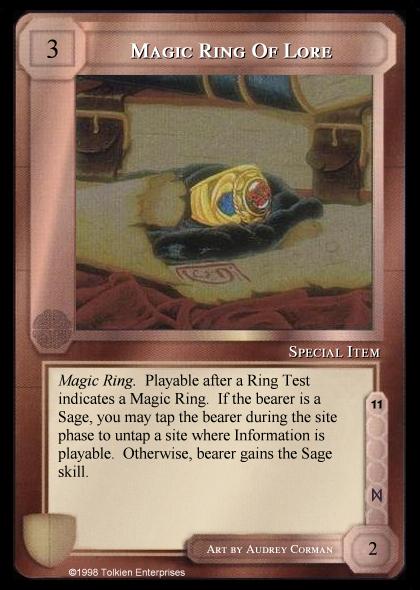 3
MAGIC RING OF LORE
SPECIAL ITEM
Magic Ring. Playable after a Ring Test
indicates a Magic Ring. If the bearer is a
Sage, you may tap the bearer during the site
phase to untap a site where Information is
playable. Otherwise, bearer gains the Sage
skill.
11
ᛞ
ART BY AUDREY CORMAN
2
©1998 Tolkien Enterprises